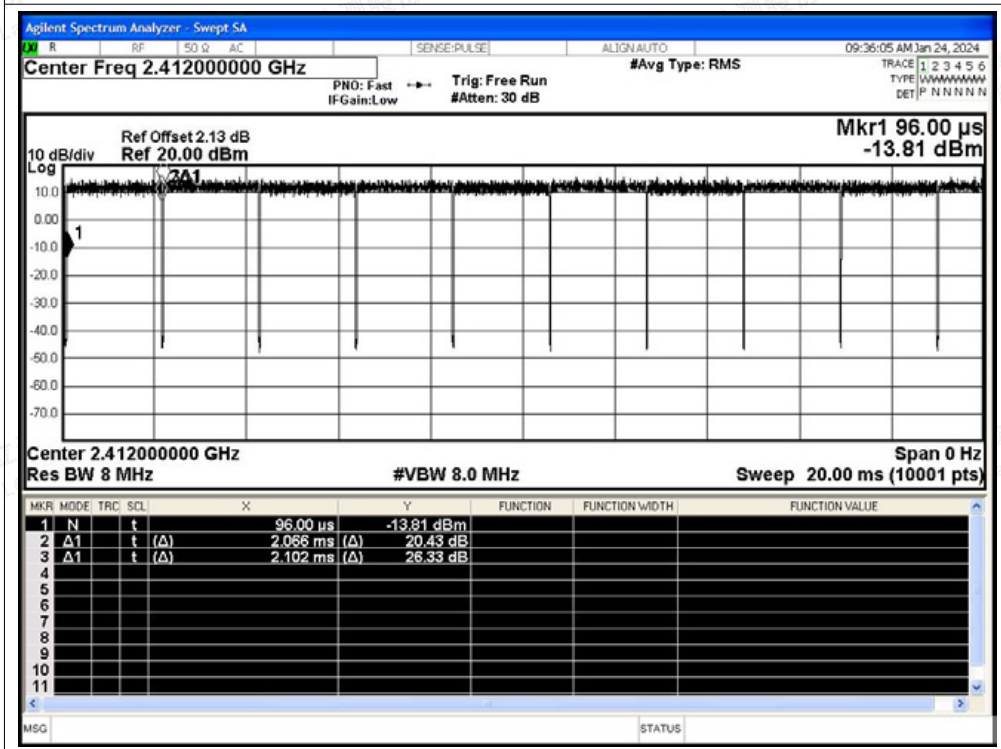 Agilent Spectrum Analyzer - Swept SA
LXI R RF 50 Ω AC SENSE:PULSE ALIGN AUTO 09:36:05 AM Jan 24, 2024
Center Freq 2.412000000 GHz #Avg Type: RMS TRACE 1 2 3 4 5 6
PNO: Fast Trig: Free Run TYPE WWWWWW
IFGain:Low #Atten: 30 dB DET P N N N N N
Mkr1 96.00 µs
Ref Offset 2.13 dB
10 dB/div Ref 20.00 dBm -13.81 dBm
Log
3Δ1
10.0
0.00
1
-10.0
-20.0
-30.0
-40.0
-50.0
-60.0
-70.0
Center 2.412000000 GHz Span 0 Hz
Res BW 8 MHz #VBW 8.0 MHz Sweep 20.00 ms (10001 pts)
MKR MODE TRC SCL X Y FUNCTION FUNCTION WIDTH FUNCTION VALUE
1 N t 96.00 µs -13.81 dBm
2 Δ1 t (Δ) 2.066 ms (Δ) 20.43 dB
3 Δ1 t (Δ) 2.102 ms (Δ) 26.33 dB
4
5
6
7
8
9
10
11
MSG STATUS